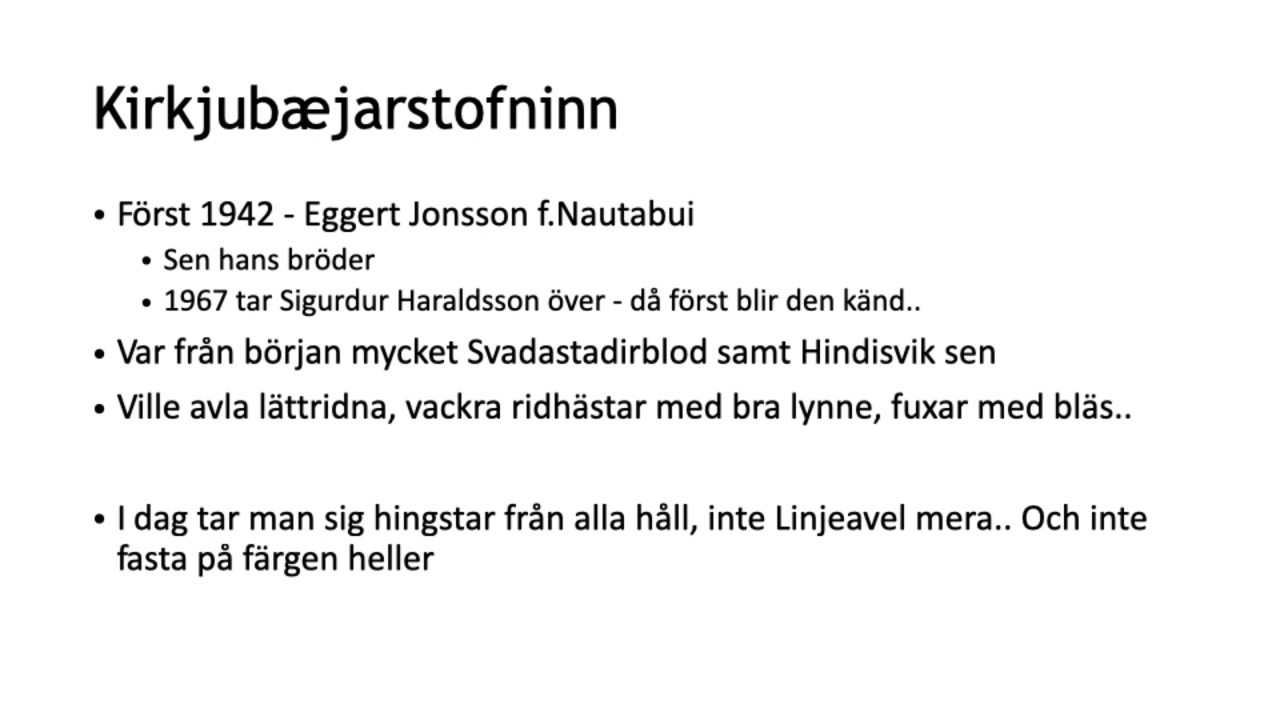 Kirkjubæjarstofninn
• Först 1942 - Eggert Jonsson f.Nautabui
• Sen hans bröder
• 1967 tar Sigurdur Haraldsson över - då först blir den känd..
• Var från början mycket Svadastadirblod samt Hindisvik sen
• Ville avla lättridna, vackra ridhästar med bra lynne, fuxar med bläs..
• I dag tar man sig hingstar från alla håll, inte Linjeavel mera.. Och inte
fasta på färgen heller